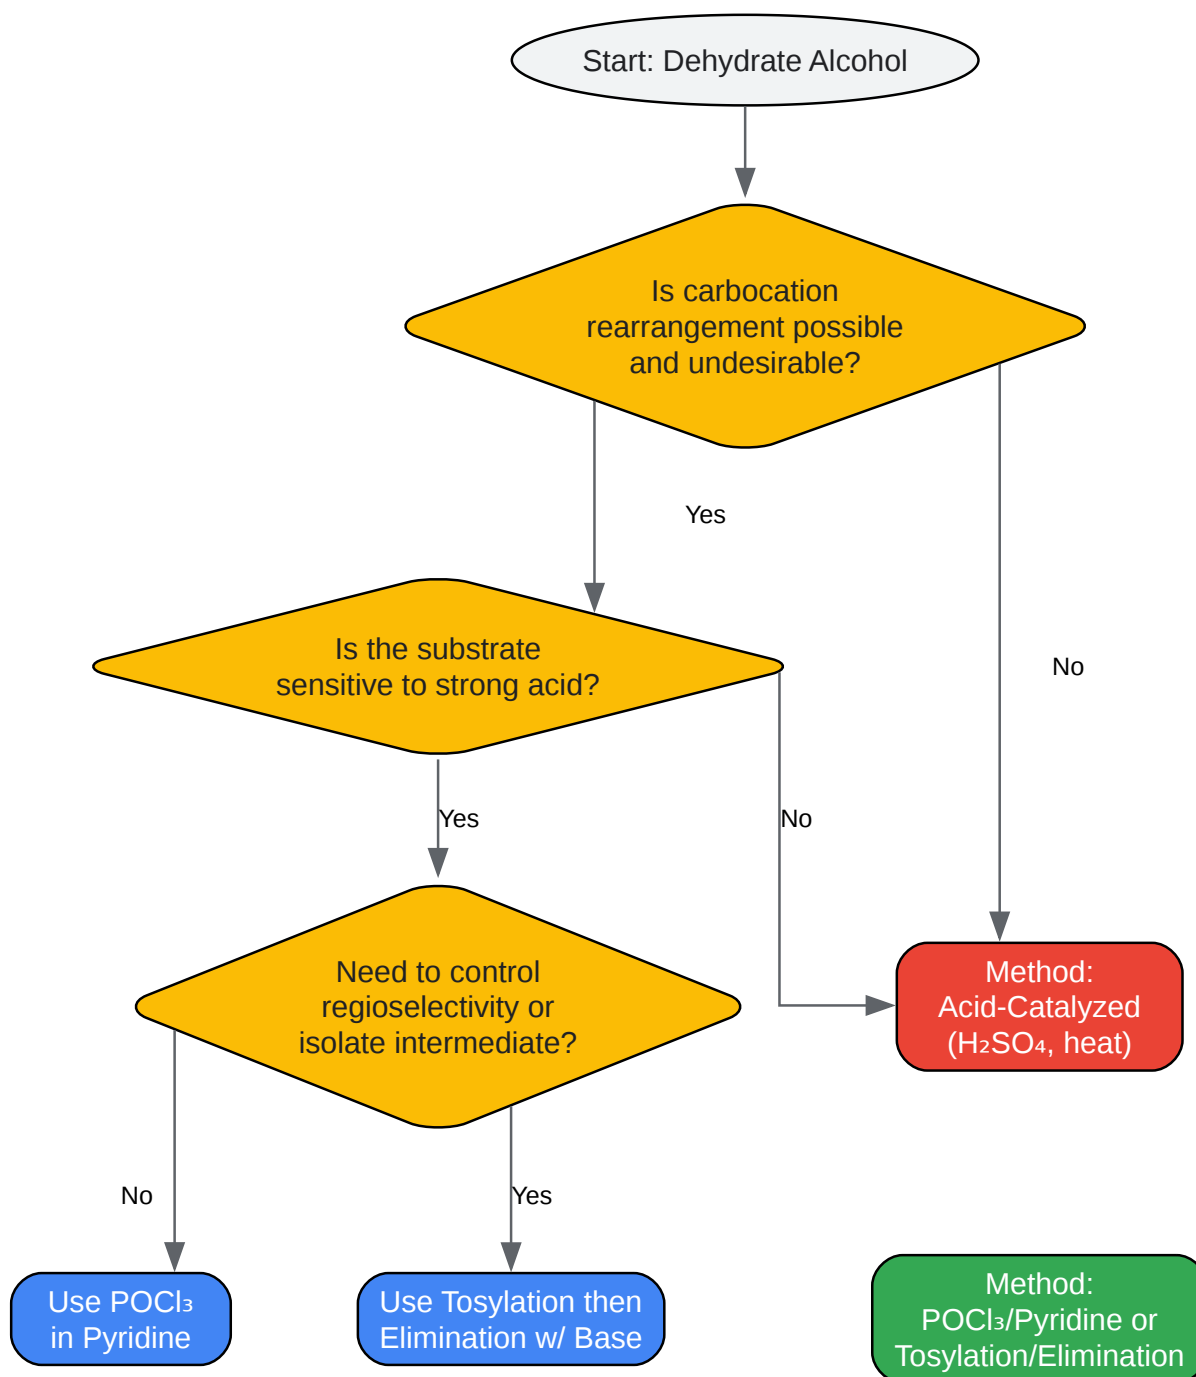 Start: Dehydrate Alcohol
Is carbocation
rearrangement possible
and undesirable?
Yes
Is the substrate
sensitive to strong acid?
No
Yes
No
Need to control
regioselectivity or
isolate intermediate?
Method:
Acid-Catalyzed
(H₂SO₄, heat)
No
Yes
Use POCl₃
in Pyridine
Use Tosylation then
Elimination w/ Base
Method:
POCl₃/Pyridine or
Tosylation/Elimination